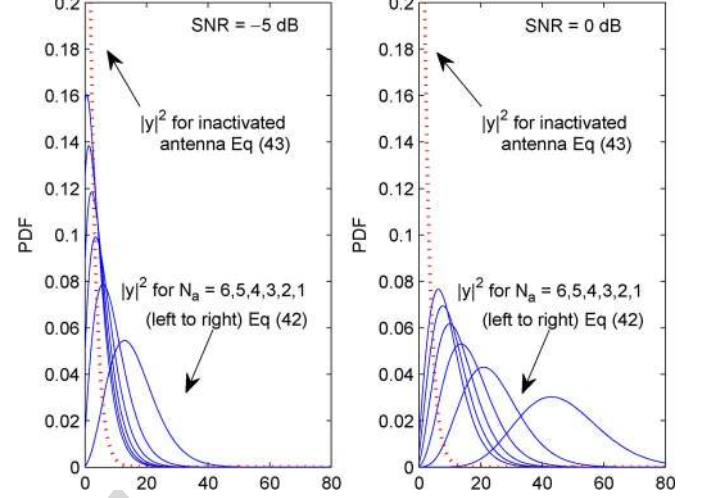 0.2
SNR = −5 dB
0.18
|y|² for inactivated
antenna Eq (43)
0.16
0.14
0.12
0.1
PDF
0.08
|y|² for Nₐ = 6,5,4,3,2,1
(left to right) Eq (42)
0.06
0.04
0.02
0
0 20 40 60 80
0.2
SNR = 0 dB
0.18
|y|² for inactivated
antenna Eq (43)
0.16
0.14
0.12
0.1
PDF
0.08
|y|² for Nₐ = 6,5,4,3,2,1
(left to right) Eq (42)
0.06
0.04
0.02
0
0 20 40 60 80